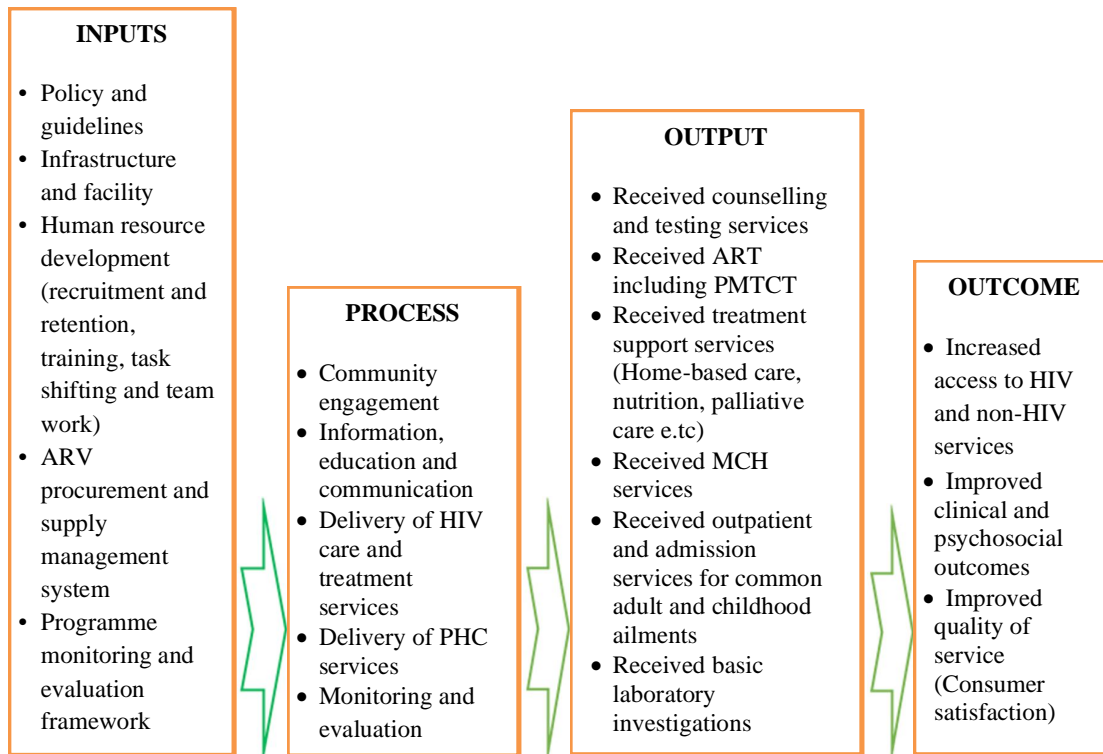 INPUTS
• Policy and
guidelines
• Infrastructure
and facility
• Human resource
development
(recruitment and
retention,
training, task
shifting and team
work)
• ARV
procurement and
supply
management
system
• Programme
monitoring and
evaluation
framework
PROCESS
• Community
engagement
• Information,
education and
communication
• Delivery of HIV
care and
treatment
services
• Delivery of PHC
services
• Monitoring and
evaluation
OUTPUT
• Received counselling
and testing services
• Received ART
including PMTCT
• Received treatment
support services
(Home-based care,
nutrition, palliative
care e.tc)
• Received MCH
services
• Received outpatient
and admission
services for common
adult and childhood
ailments
• Received basic
laboratory
investigations
OUTCOME
• Increased
access to HIV
and non-HIV
services
• Improved
clinical and
psychosocial
outcomes
• Improved
quality of
service
(Consumer
satisfaction)